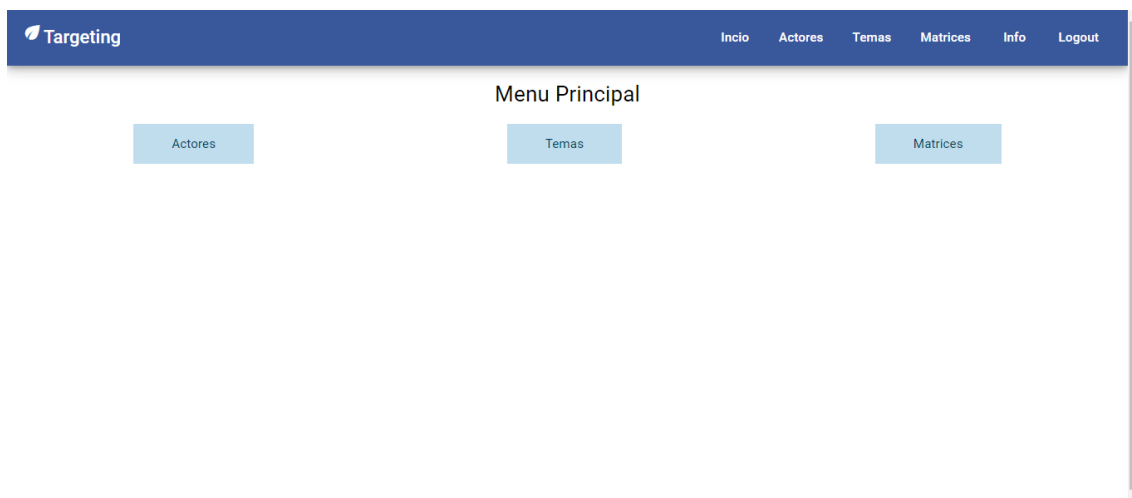 Targeting Incio Actores Temas Matrices Info Logout
Menu Principal
Actores Temas Matrices